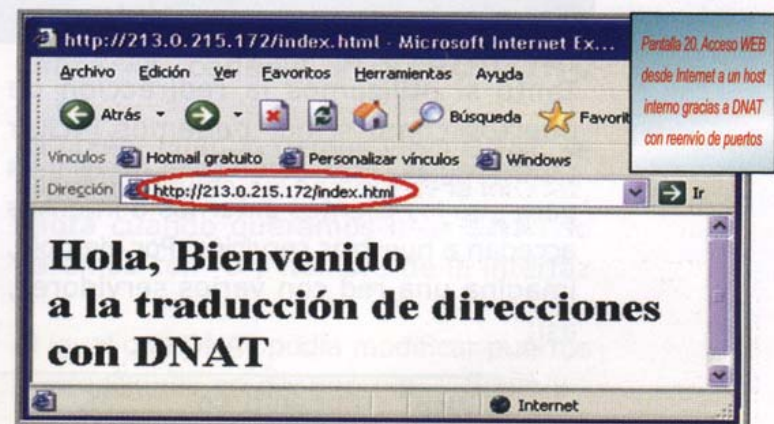 http://213.0.215.172/index.html - Microsoft Internet Ex...
Pantalla 20. Acceso WEB
desde Internet a un host
interno gracias a DNAT
con reenvio de puertos
Archivo Edición Ver Favoritos Herramientas Ayuda
Atrás Búsqueda Favorit
Vínculos Hotmail gratuito Personalizar vínculos Windows
Dirección http://213.0.215.172/index.html Ir
Hola, Bienvenido
a la traducción de direcciones
con DNAT
Internet